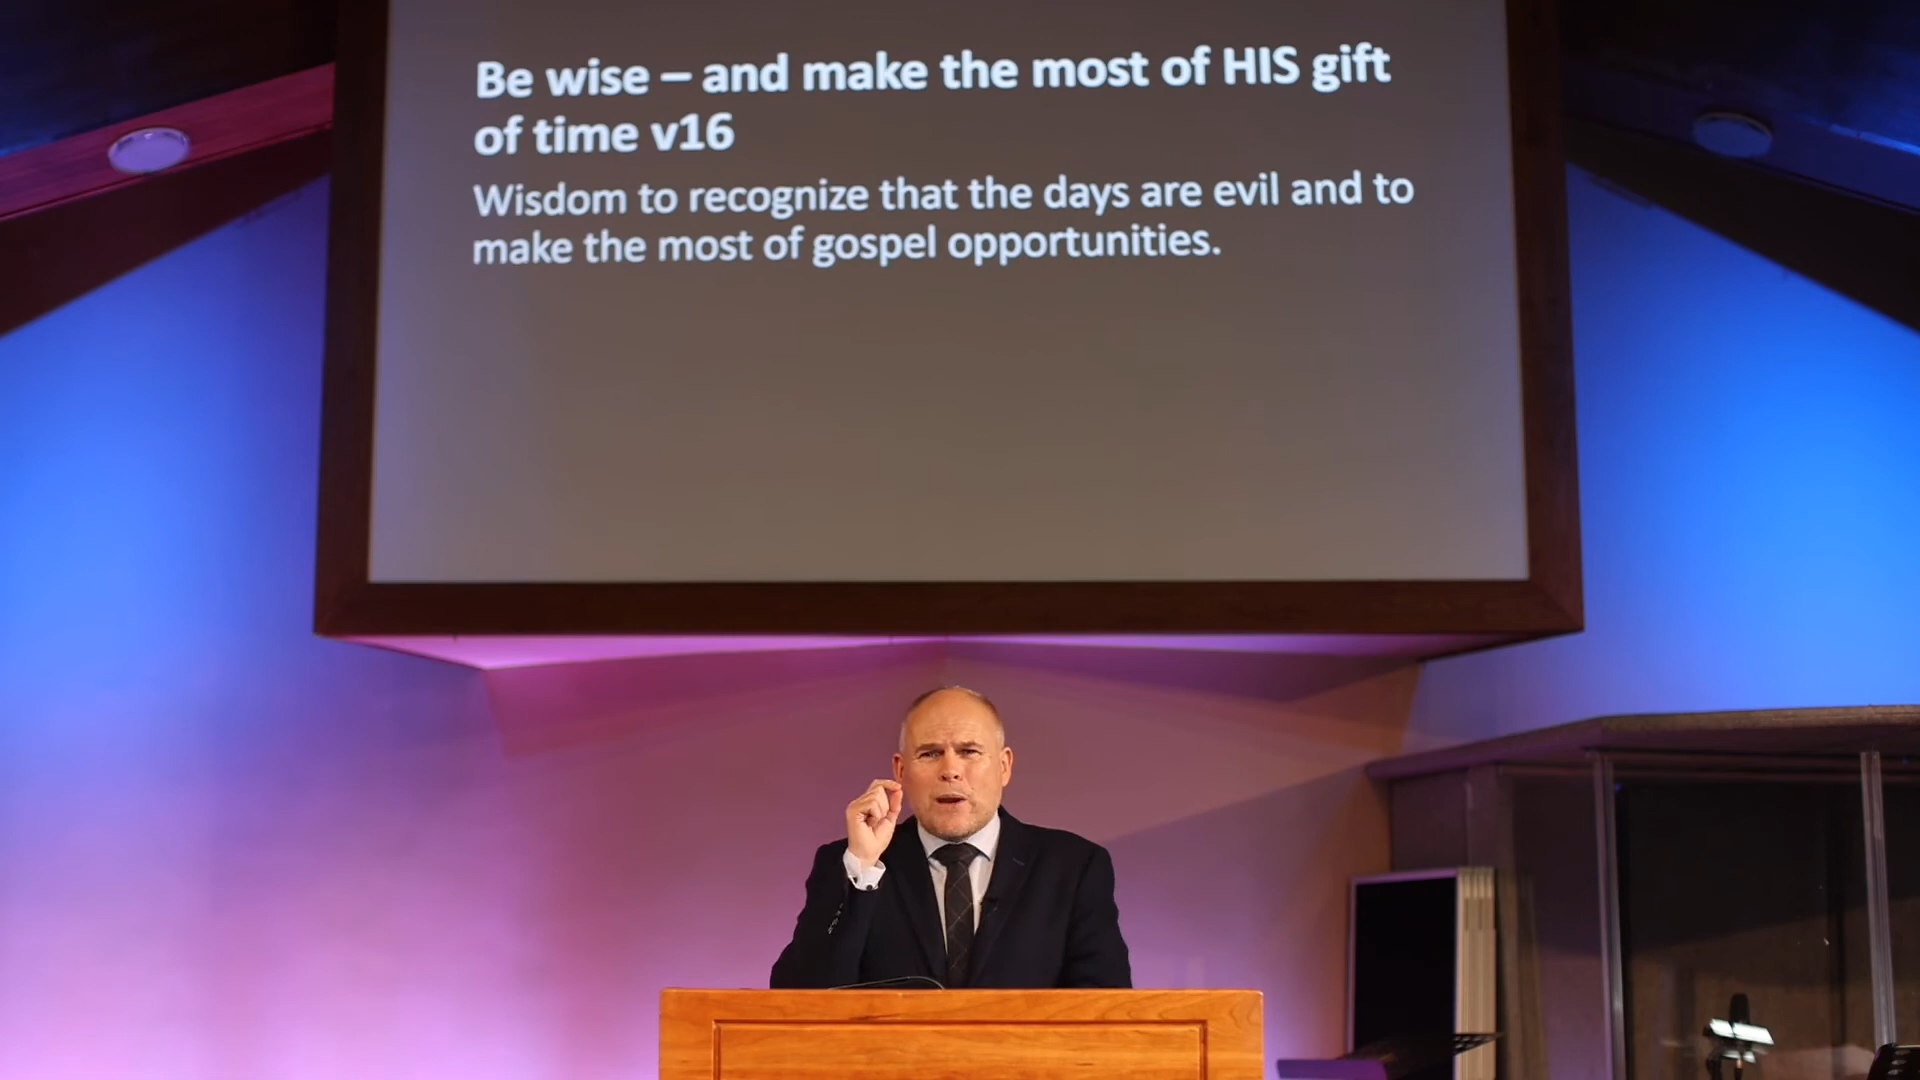 Be wise – and make the most of HIS gift
of time v16
Wisdom to recognize that the days are evil and to
make the most of gospel opportunities.